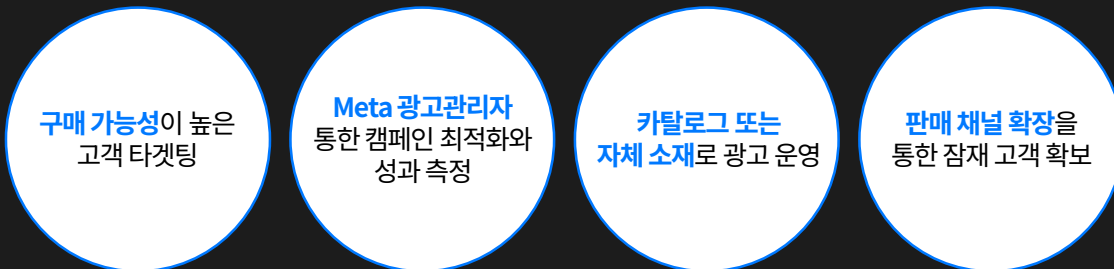 구매 가능성이 높은
고객 타겟팅
Meta 광고관리자
통한 캠페인 최적화와
성과 측정
카탈로그 또는
자체 소재로 광고 운영
판매 채널 확장을
통한 잠재 고객 확보